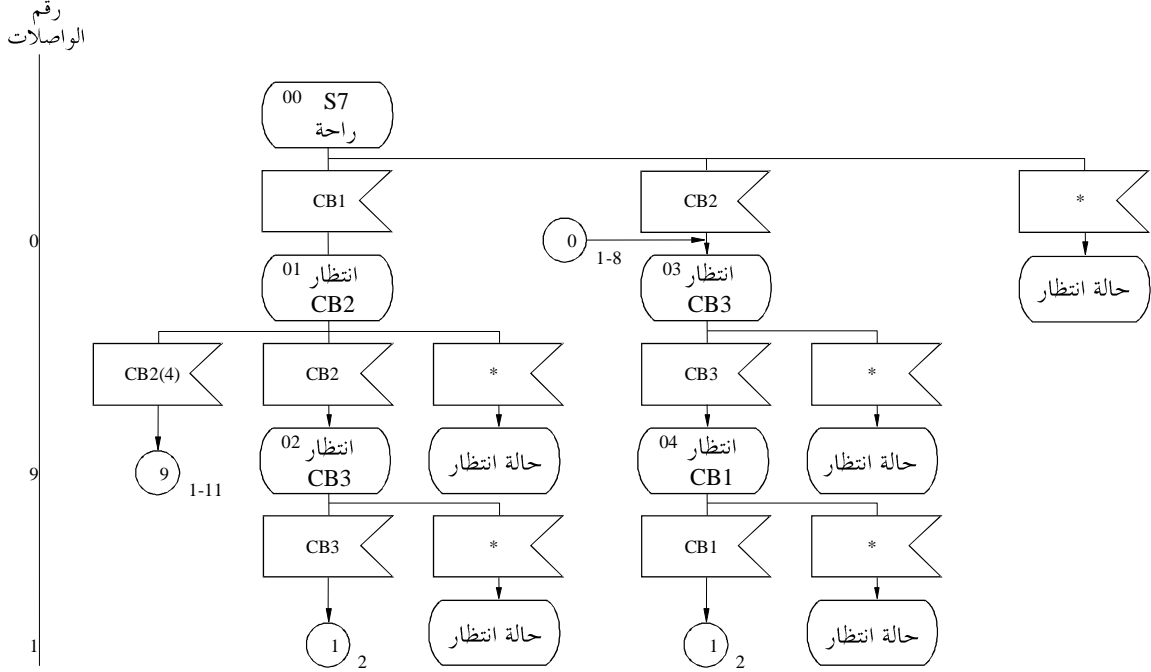 رقم
الواصلات
00 S7
راحة
CB1
CB2
*
0
0
1-8
01 انتظار
CB2
03 انتظار
CB3
حالة انتظار
CB2(4)
CB2
*
CB3
*
9
9
1-11
02 انتظار
CB3
حالة انتظار
04 انتظار
CB1
حالة انتظار
CB3
*
CB1
*
1
1
2
حالة انتظار
1
2
حالة انتظار